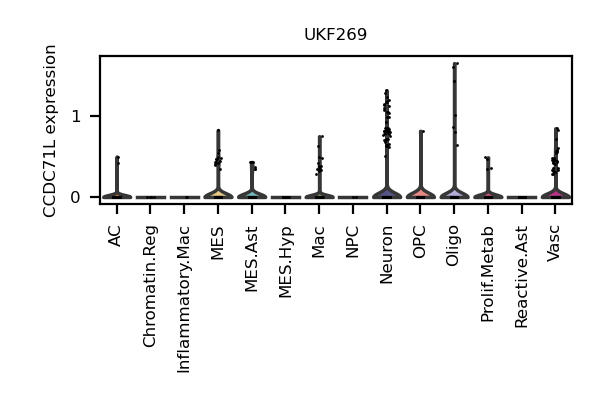 UKF269
CCDC71L expression
1
0
AC
Chromatin.Reg
Inflammatory.Mac
MES
MES.Ast
MES.Hyp
Mac
NPC
Neuron
OPC
Oligo
Prolif.Metab
Reactive.Ast
Vasc